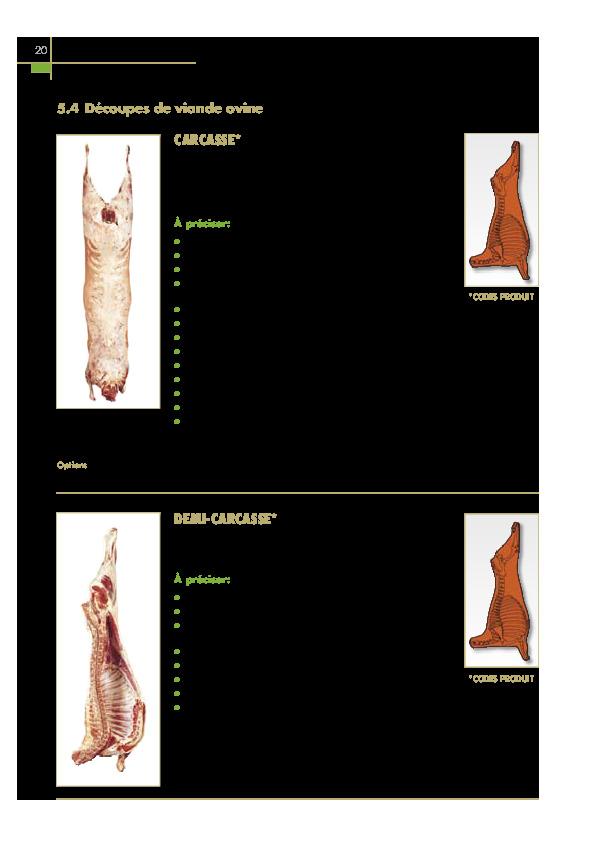 20
5.4 Découpes de viande ovine
CARCASSE*
À préciser:
*CODES PRODUIT
Options
DEMI-CARCASSE*
À préciser:
*CODES PRODUIT